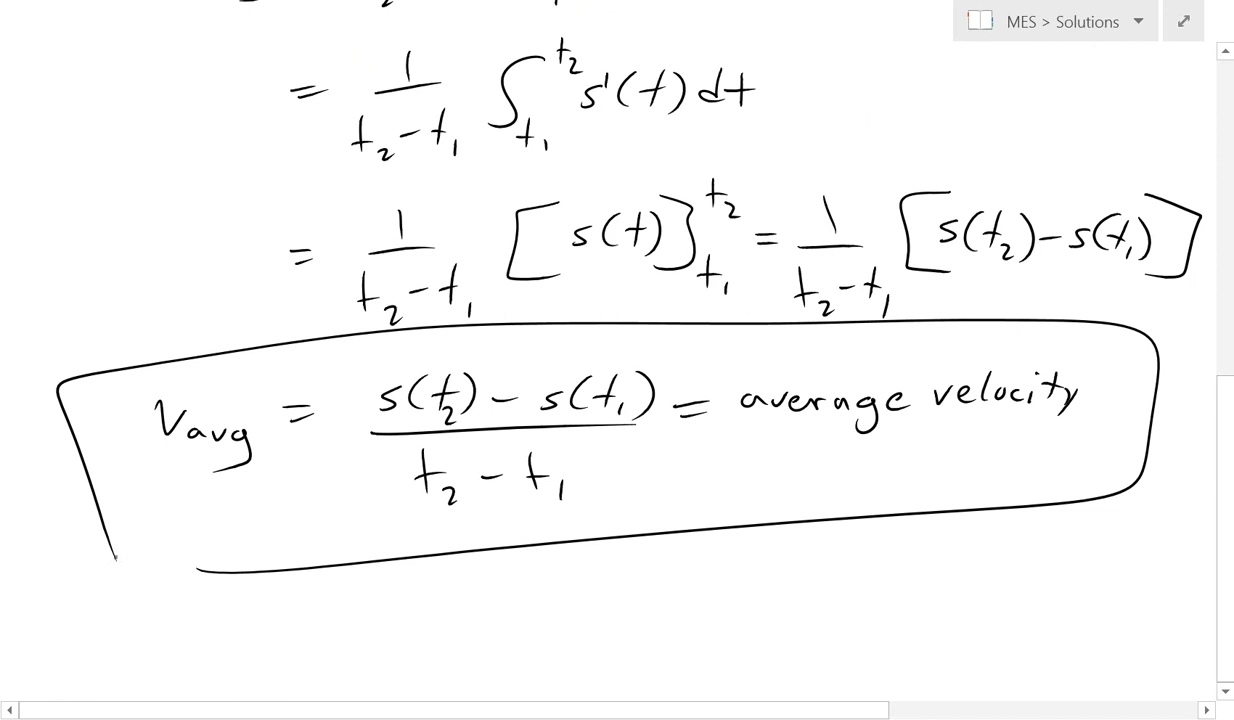 MES > Solutions
= 1/(t₂ - t₁) ∫_{t₁}^{t₂} s'(t) dt
= 1/(t₂ - t₁) [s(t)]_{t₁}^{t₂} = 1/(t₂ - t₁) [s(t₂) - s(t₁)]
v_avg = (s(t₂) - s(t₁))/(t₂ - t₁) = average velocity